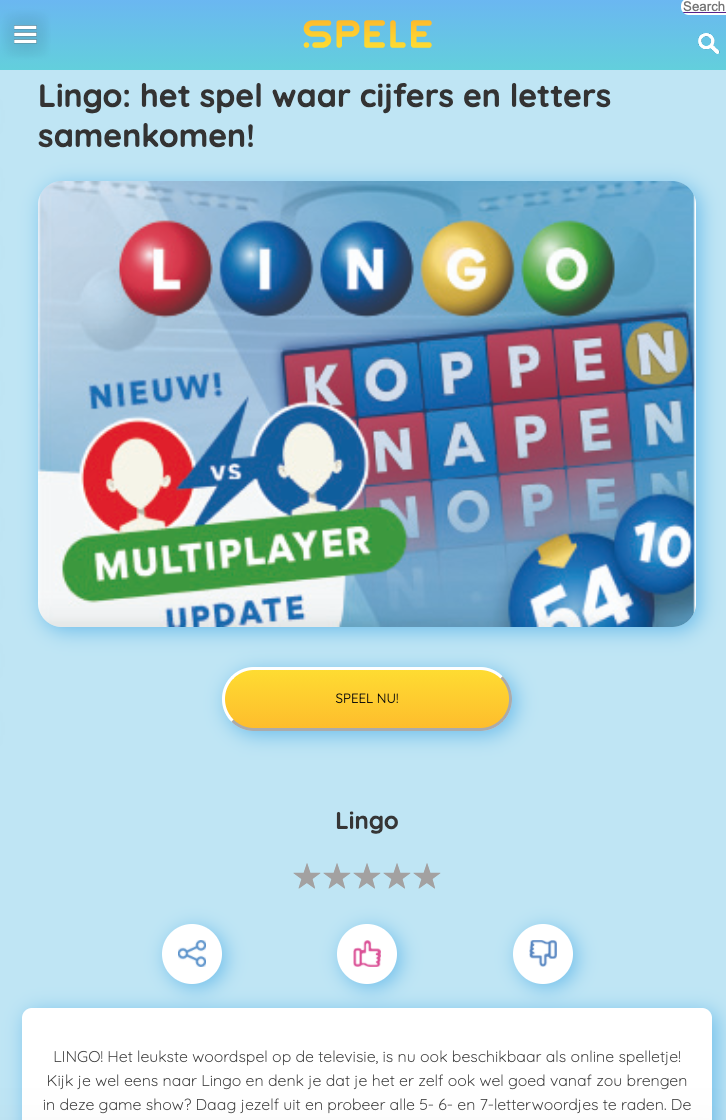 Search
SPELE
Lingo: het spel waar cijfers en letters
samenkomen!
LINGO
KOPPEN
NIEUW!
NAPEN
VS
NOPEN
MULTIPLAYER
10
N
54
UPDATE
SPEEL NU!
Lingo
LINGO! Het leukste woordspel op de televisie, is nu ook beschikbaar als online spelletje!
Kijk je wel eens naar Lingo en denk je dat je het er zelf ook wel goed vanaf zou brengen
in deze game show? Daag jezelf uit en probeer alle 5- 6- en 7-letterwoordjes te raden. De